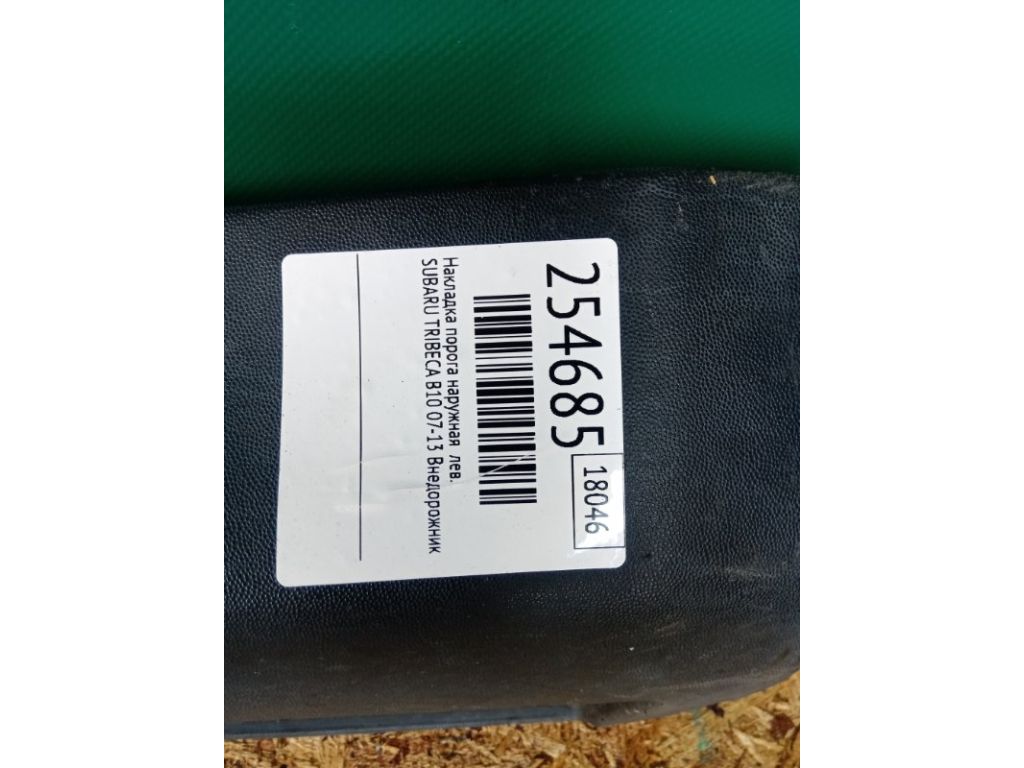 254685
18046
Накладка порога наружная лев.
SUBARU TRIBECA B10 07-13 Внедорожник